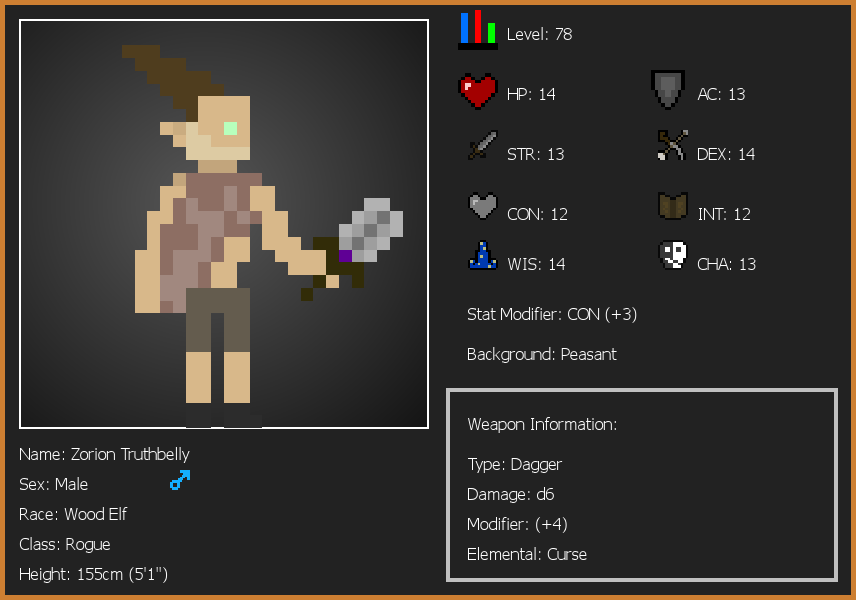 Level: 78
HP: 14
AC: 13
STR: 13
DEX: 14
CON: 12
INT: 12
WIS: 14
CHA: 13
Stat Modifier: CON (+3)
Background: Peasant
Weapon Information:
Type: Dagger
Damage: d6
Modifier: (+4)
Elemental: Curse
Name: Zorion Truthbelly
Sex: Male
Race: Wood Elf
Class: Rogue
Height: 155cm (5'1")